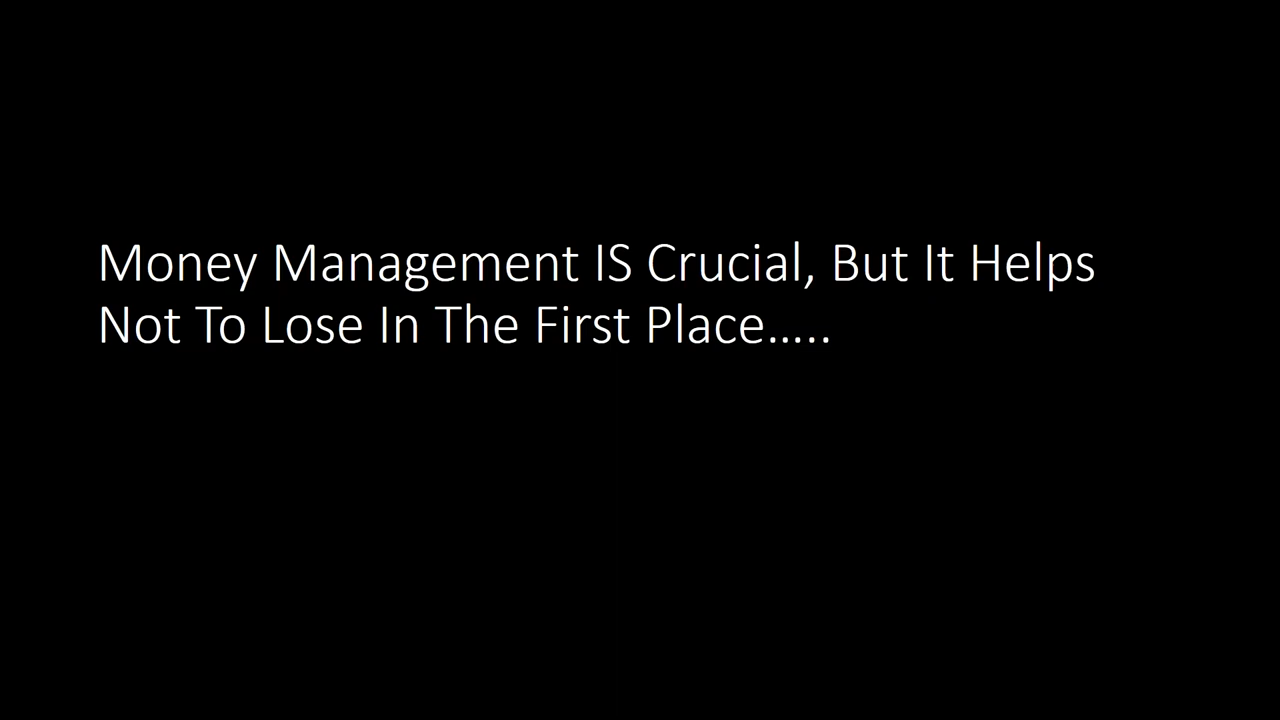 Money Management IS Crucial, But It Helps
Not To Lose In The First Place…..